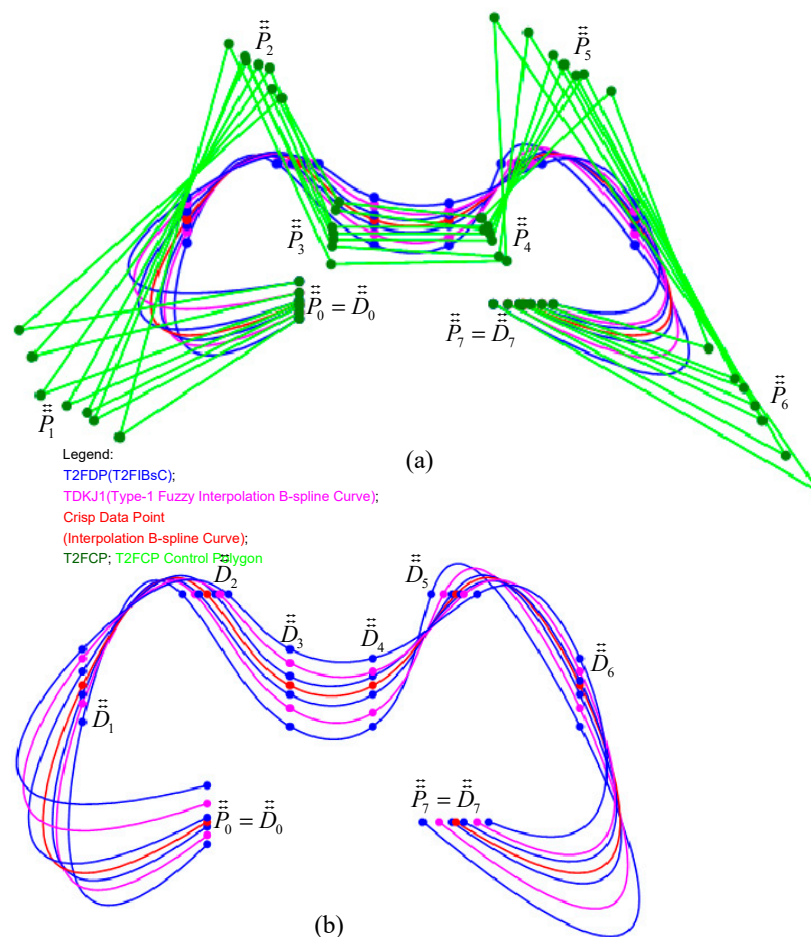 P̈₂
P̈₅
P̈₃
P̈₄
P̈₀ = D̈₀
P̈₇ = D̈₇
P̈₁
P̈₆
(a)
Legend:
T2FDP(T2FIBsC);
TDKJ1(Type-1 Fuzzy Interpolation B-spline Curve);
Crisp Data Point
(Interpolation B-spline Curve);
T2FCP; T2FCP Control Polygon
D̈₂
D̈₅
D̈₃
D̈₄
D̈₆
D̈₁
P̈₇ = D̈₇
P̈₀ = D̈₀
(b)